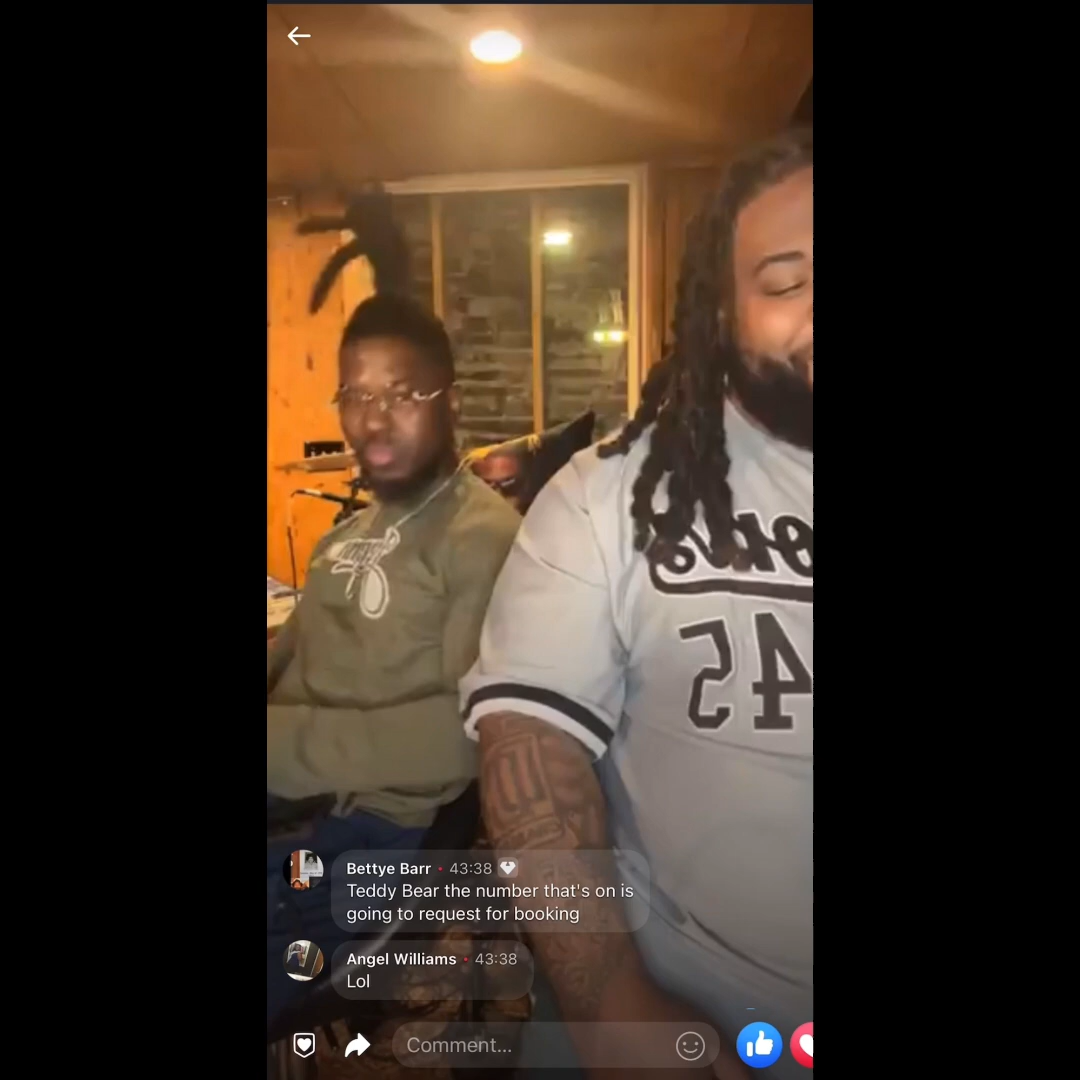 45
Bettye Barr • 43:38
Teddy Bear the number that's on is
going to request for booking
Angel Williams • 43:38
Lol
Comment...